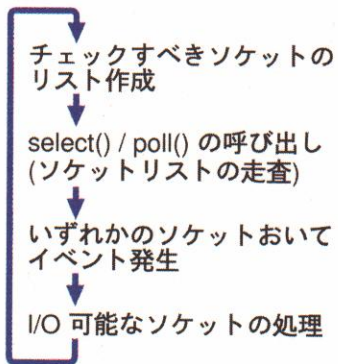 チェックすべきソケットの
リスト作成
select() / poll() の呼び出し
(ソケットリストの走査)
いずれかのソケットおいて
イベント発生
I/O 可能なソケットの処理